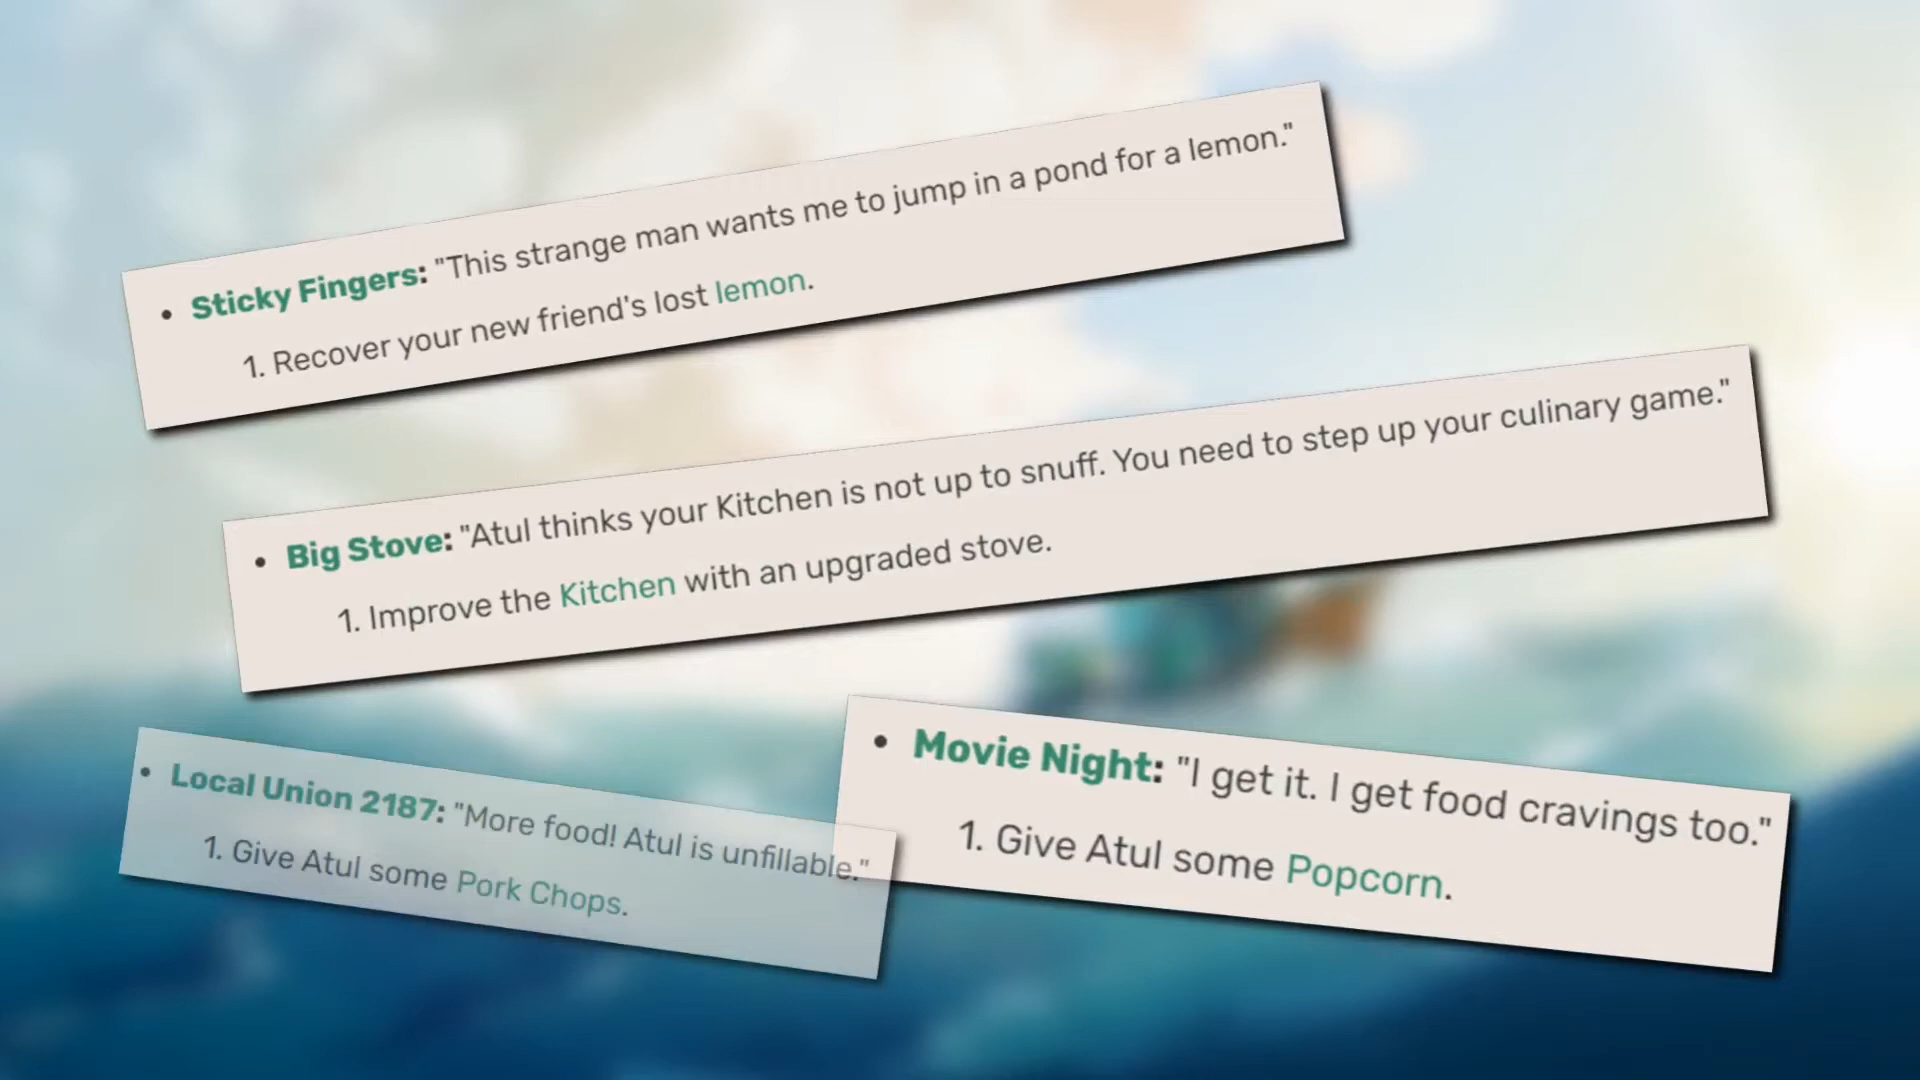 • Sticky Fingers: "This strange man wants me to jump in a pond for a lemon."
1. Recover your new friend's lost lemon.
• Big Stove: "Atul thinks your Kitchen is not up to snuff. You need to step up your culinary game."
1. Improve the Kitchen with an upgraded stove.
• Local Union 2187: "More food! Atul is unfillable."
1. Give Atul some Pork Chops.
• Movie Night: "I get it. I get food cravings too."
1. Give Atul some Popcorn.